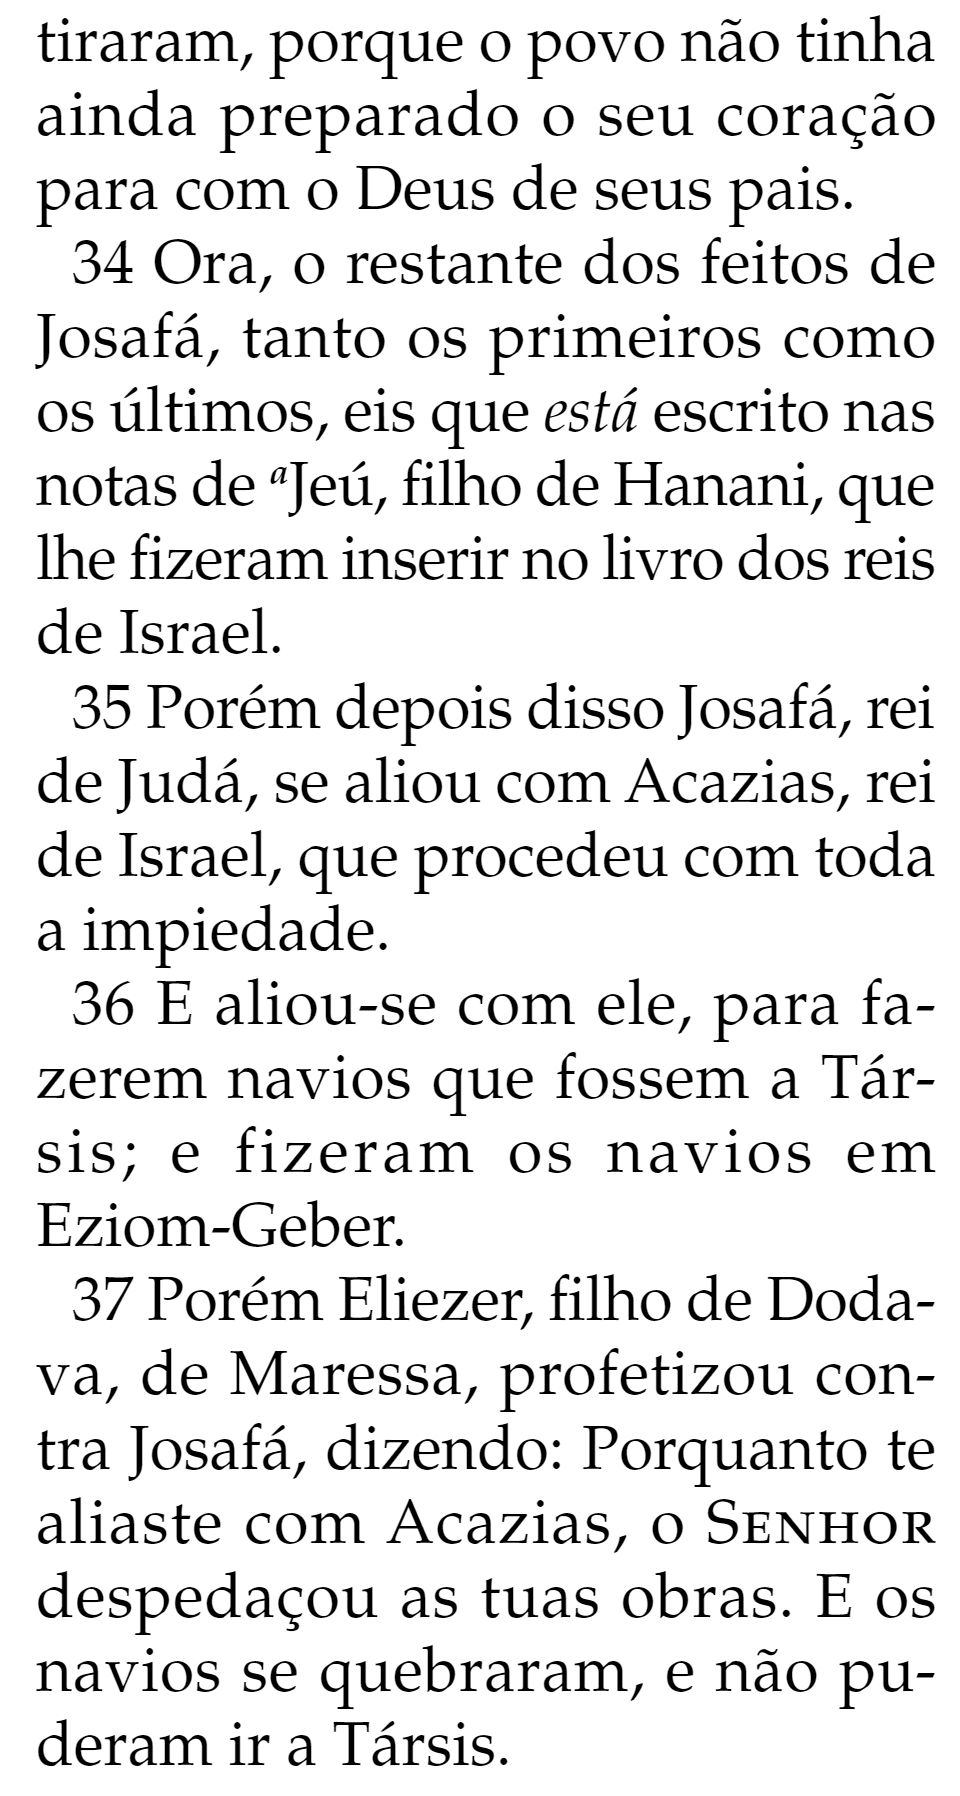 tiraram, porque o povo não tinha
ainda preparado o seu coração
para com o Deus de seus pais.
34 Ora, o restante dos feitos de
Josafá, tanto os primeiros como
os últimos, eis que está escrito nas
notas de ªJeú, filho de Hanani, que
lhe fizeram inserir no livro dos reis
de Israel.
35 Porém depois disso Josafá, rei
de Judá, se aliou com Acazias, rei
de Israel, que procedeu com toda
a impiedade.
36 E aliou-se com ele, para fa-
zerem navios que fossem a Tár-
sis; e fizeram os navios em
Eziom-Geber.
37 Porém Eliezer, filho de Doda-
va, de Maressa, profetizou con-
tra Josafá, dizendo: Porquanto te
aliaste com Acazias, o SENHOR
despedaçou as tuas obras. E os
navios se quebraram, e não pu-
deram ir a Társis.